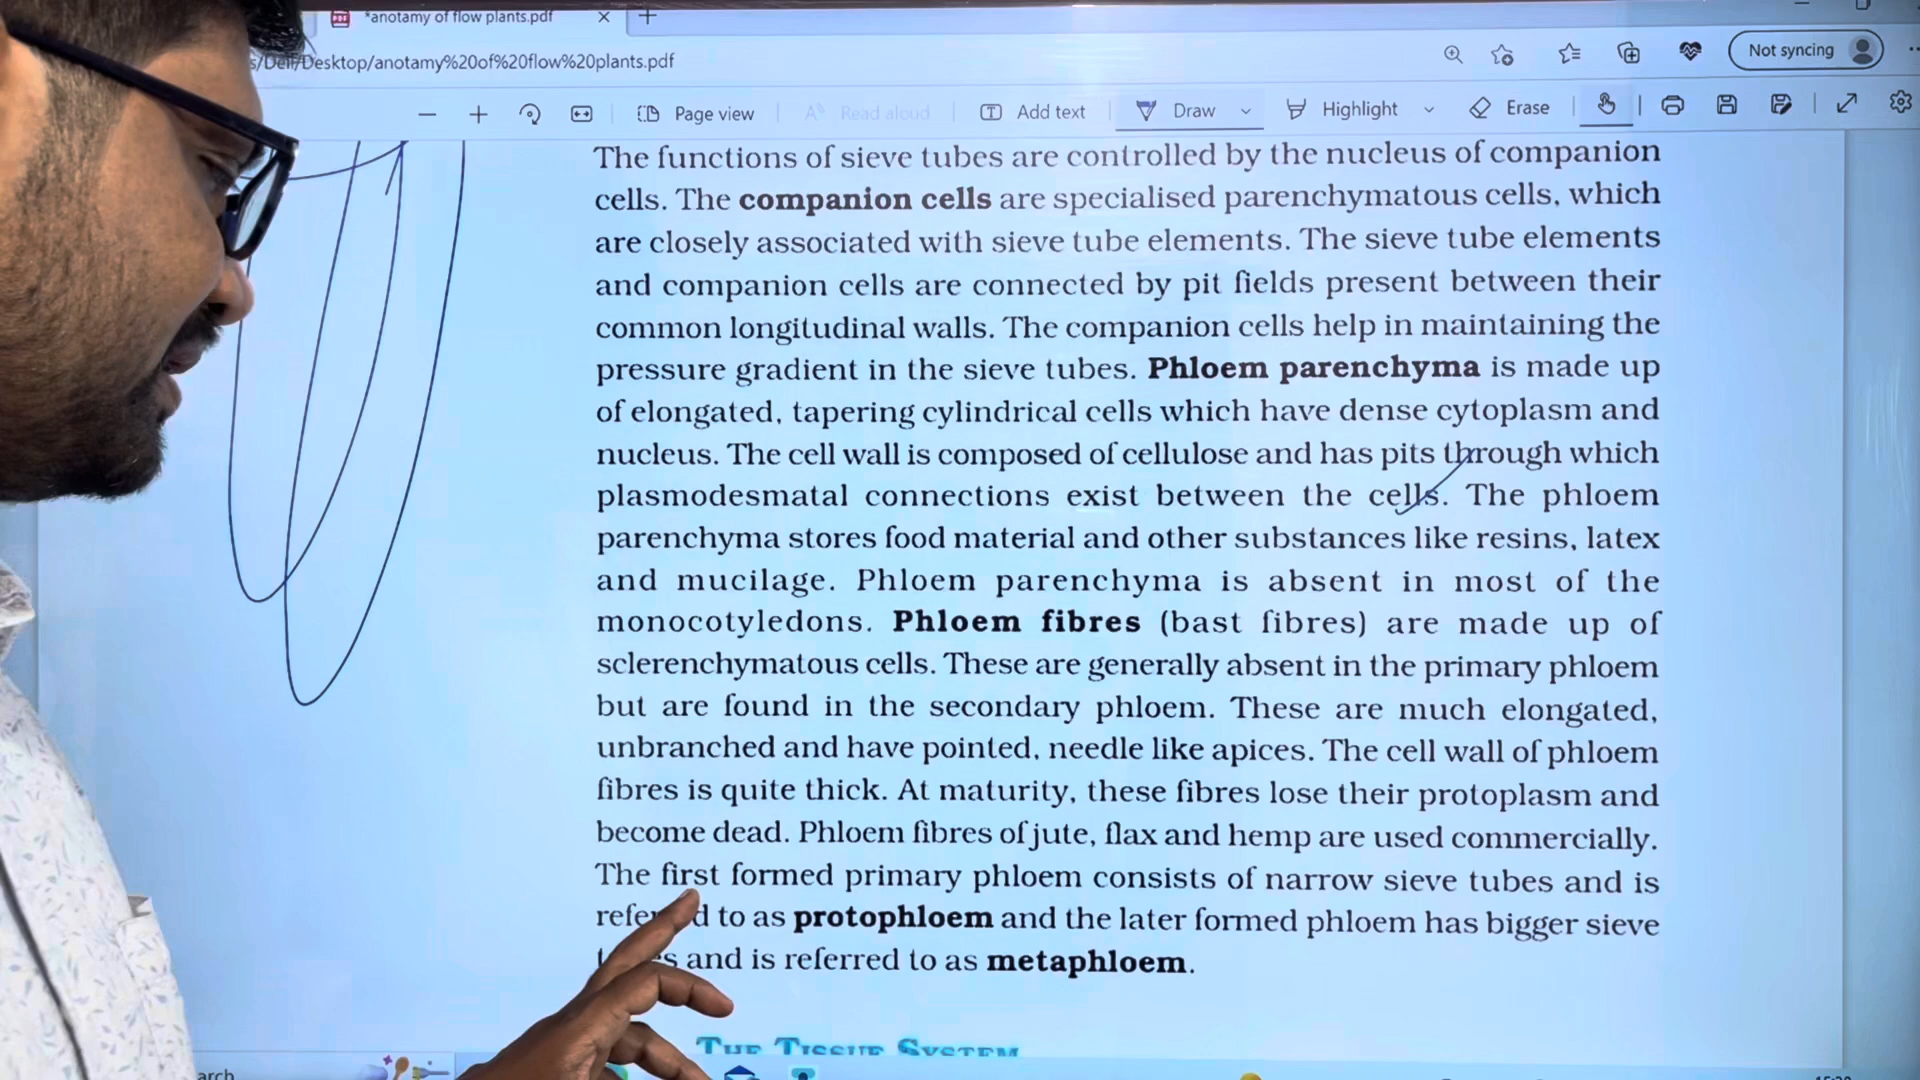 *anotamy of flow plants.pdf
s/Dell/Desktop/anotamy%20of%20flow%20plants.pdf
Not syncing
Page view
Read aloud
Add text
Draw
Highlight
Erase
The functions of sieve tubes are controlled by the nucleus of companion
cells. The companion cells are specialised parenchymatous cells, which
are closely associated with sieve tube elements. The sieve tube elements
and companion cells are connected by pit fields present between their
common longitudinal walls. The companion cells help in maintaining the
pressure gradient in the sieve tubes. Phloem parenchyma is made up
of elongated, tapering cylindrical cells which have dense cytoplasm and
nucleus. The cell wall is composed of cellulose and has pits through which
plasmodesmatal connections exist between the cells. The phloem
parenchyma stores food material and other substances like resins, latex
and mucilage. Phloem parenchyma is absent in most of the
monocotyledons. Phloem fibres (bast fibres) are made up of
sclerenchymatous cells. These are generally absent in the primary phloem
but are found in the secondary phloem. These are much elongated,
unbranched and have pointed, needle like apices. The cell wall of phloem
fibres is quite thick. At maturity, these fibres lose their protoplasm and
become dead. Phloem fibres of jute, flax and hemp are used commercially.
The first formed primary phloem consists of narrow sieve tubes and is
to as protophloem and the later formed phloem has bigger sieve
and is referred to as metaphloem.
THE TISSUE SYSTEM
arch